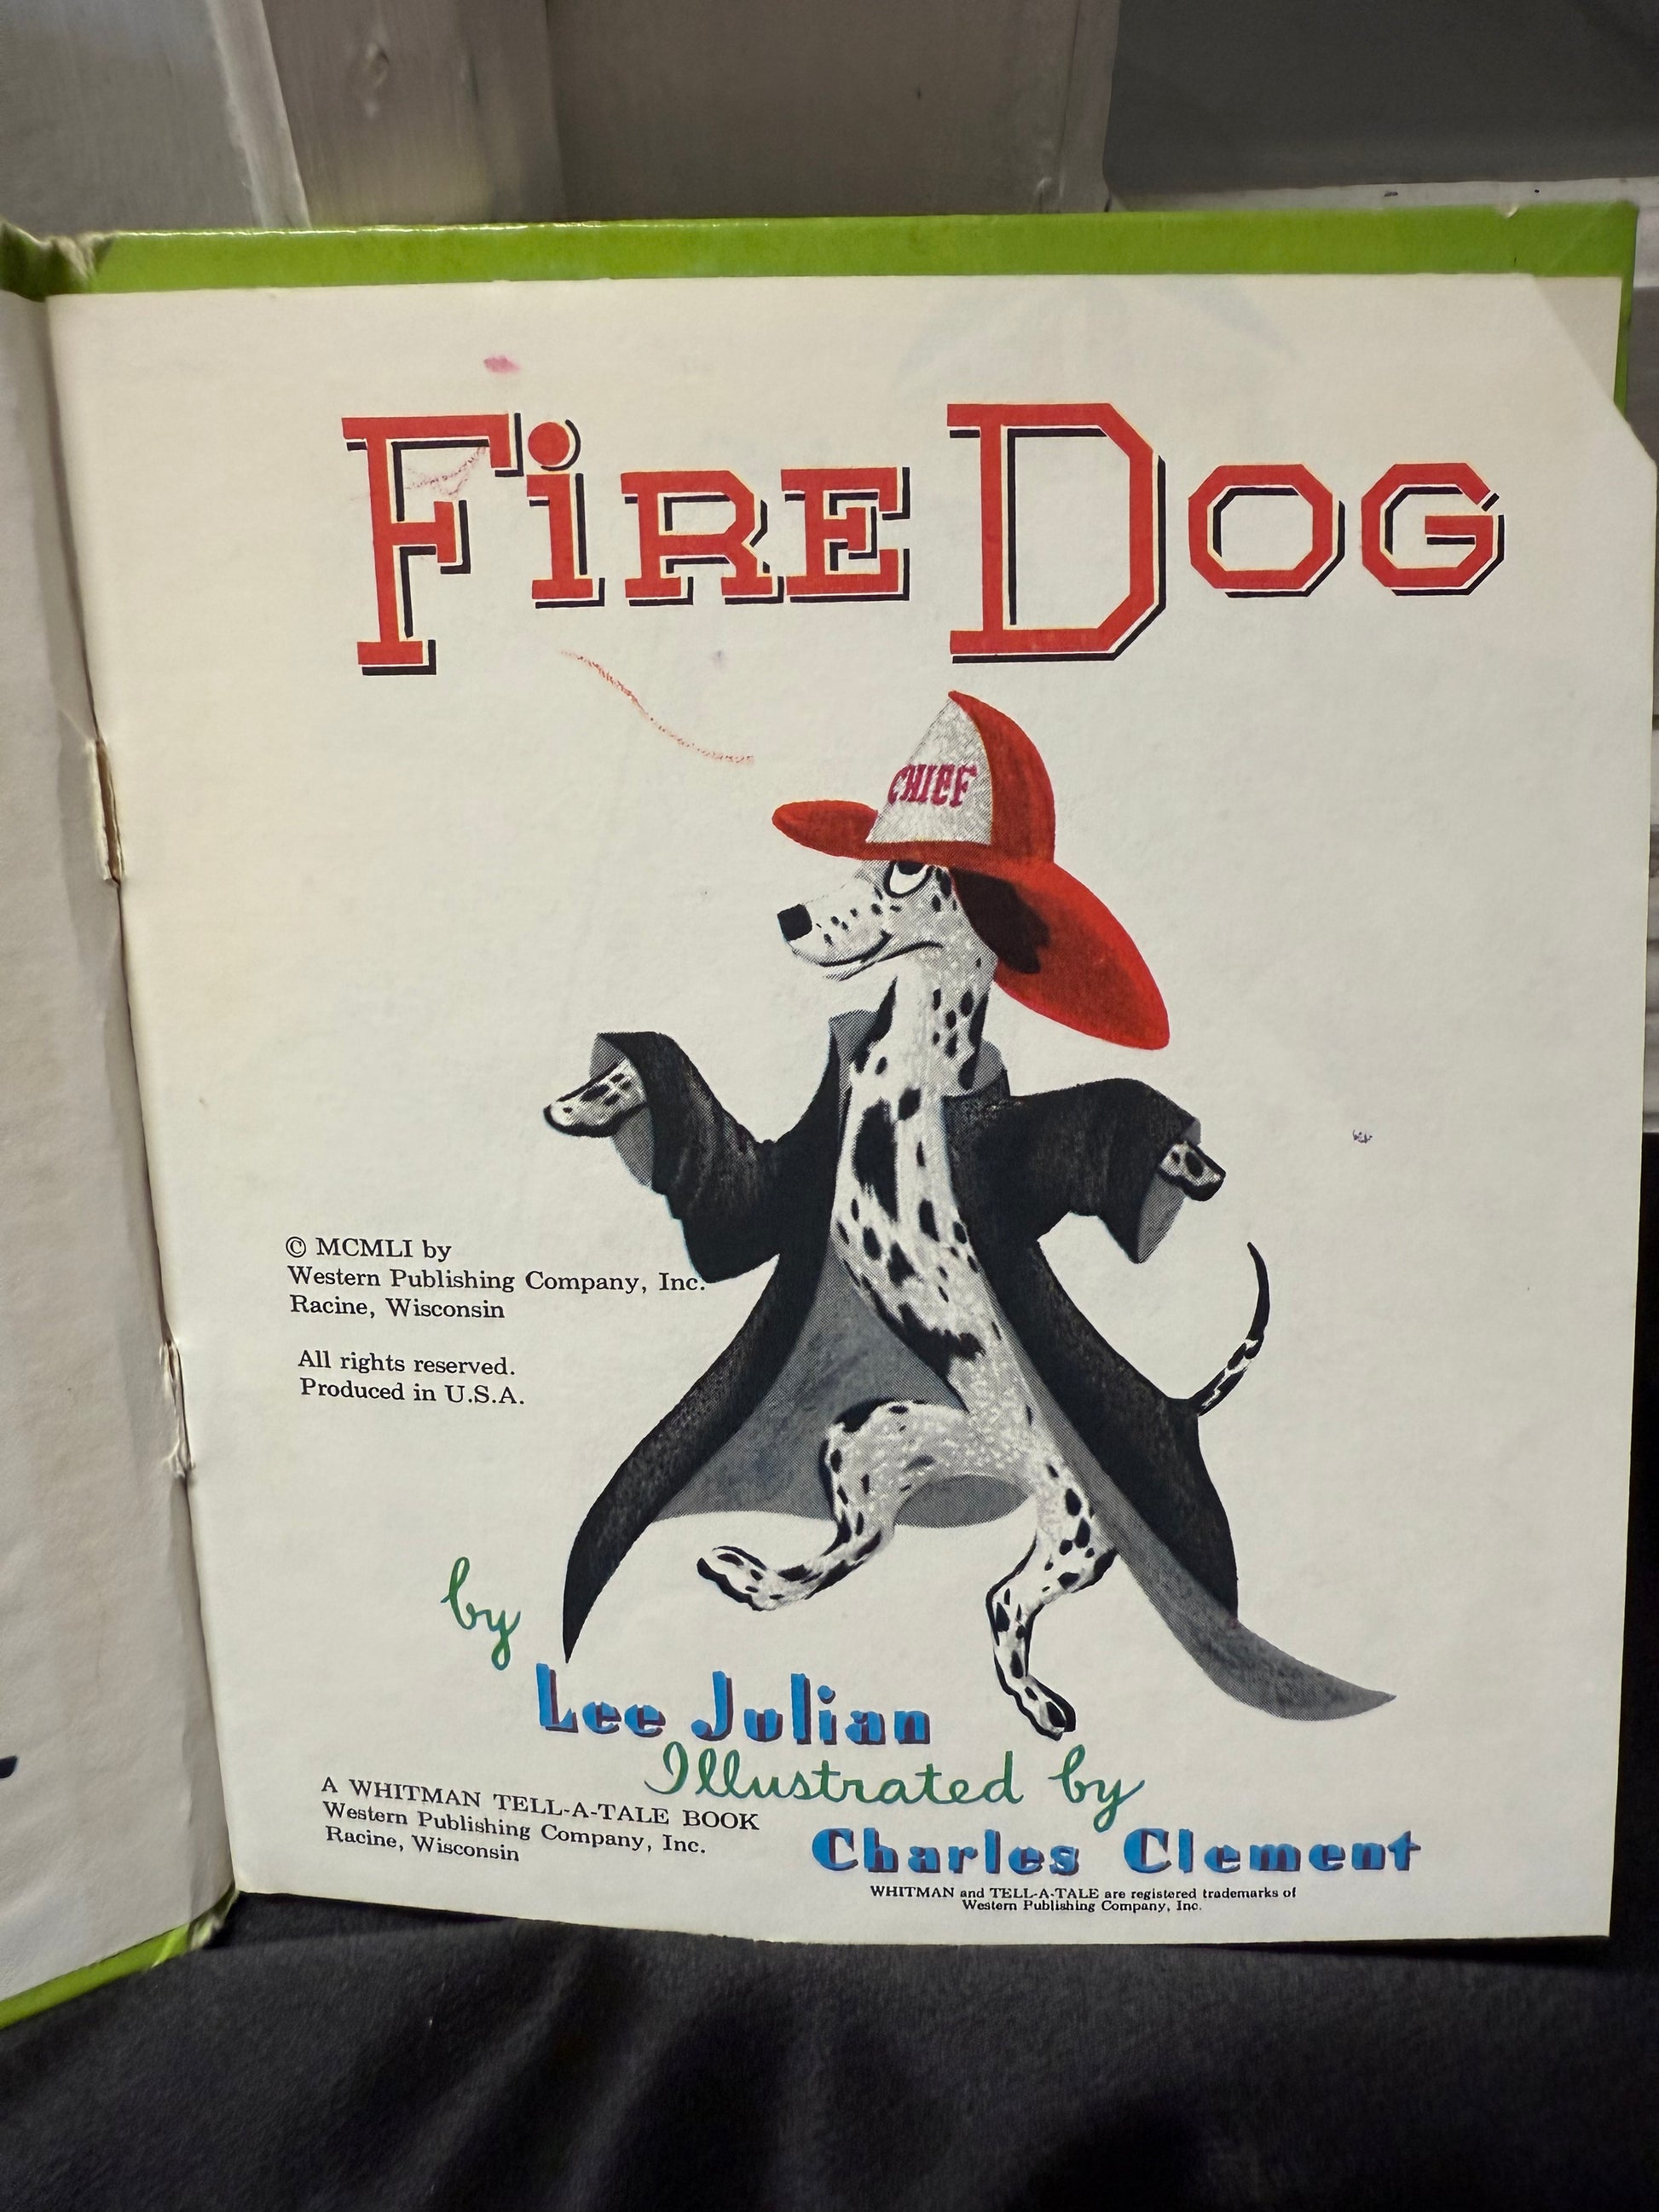 FiRE DOG
CHIEF
© MCMLI by
Western Publishing Company, Inc.
Racine, Wisconsin
All rights reserved.
Produced in U.S.A.
by
Lee Julian
Illustrated by
Charles Clement
A WHITMAN TELL-A-TALE BOOK
Western Publishing Company, Inc.
Racine, Wisconsin
WHITMAN and TELL-A-TALE are registered trademarks of
Western Publishing Company, Inc.